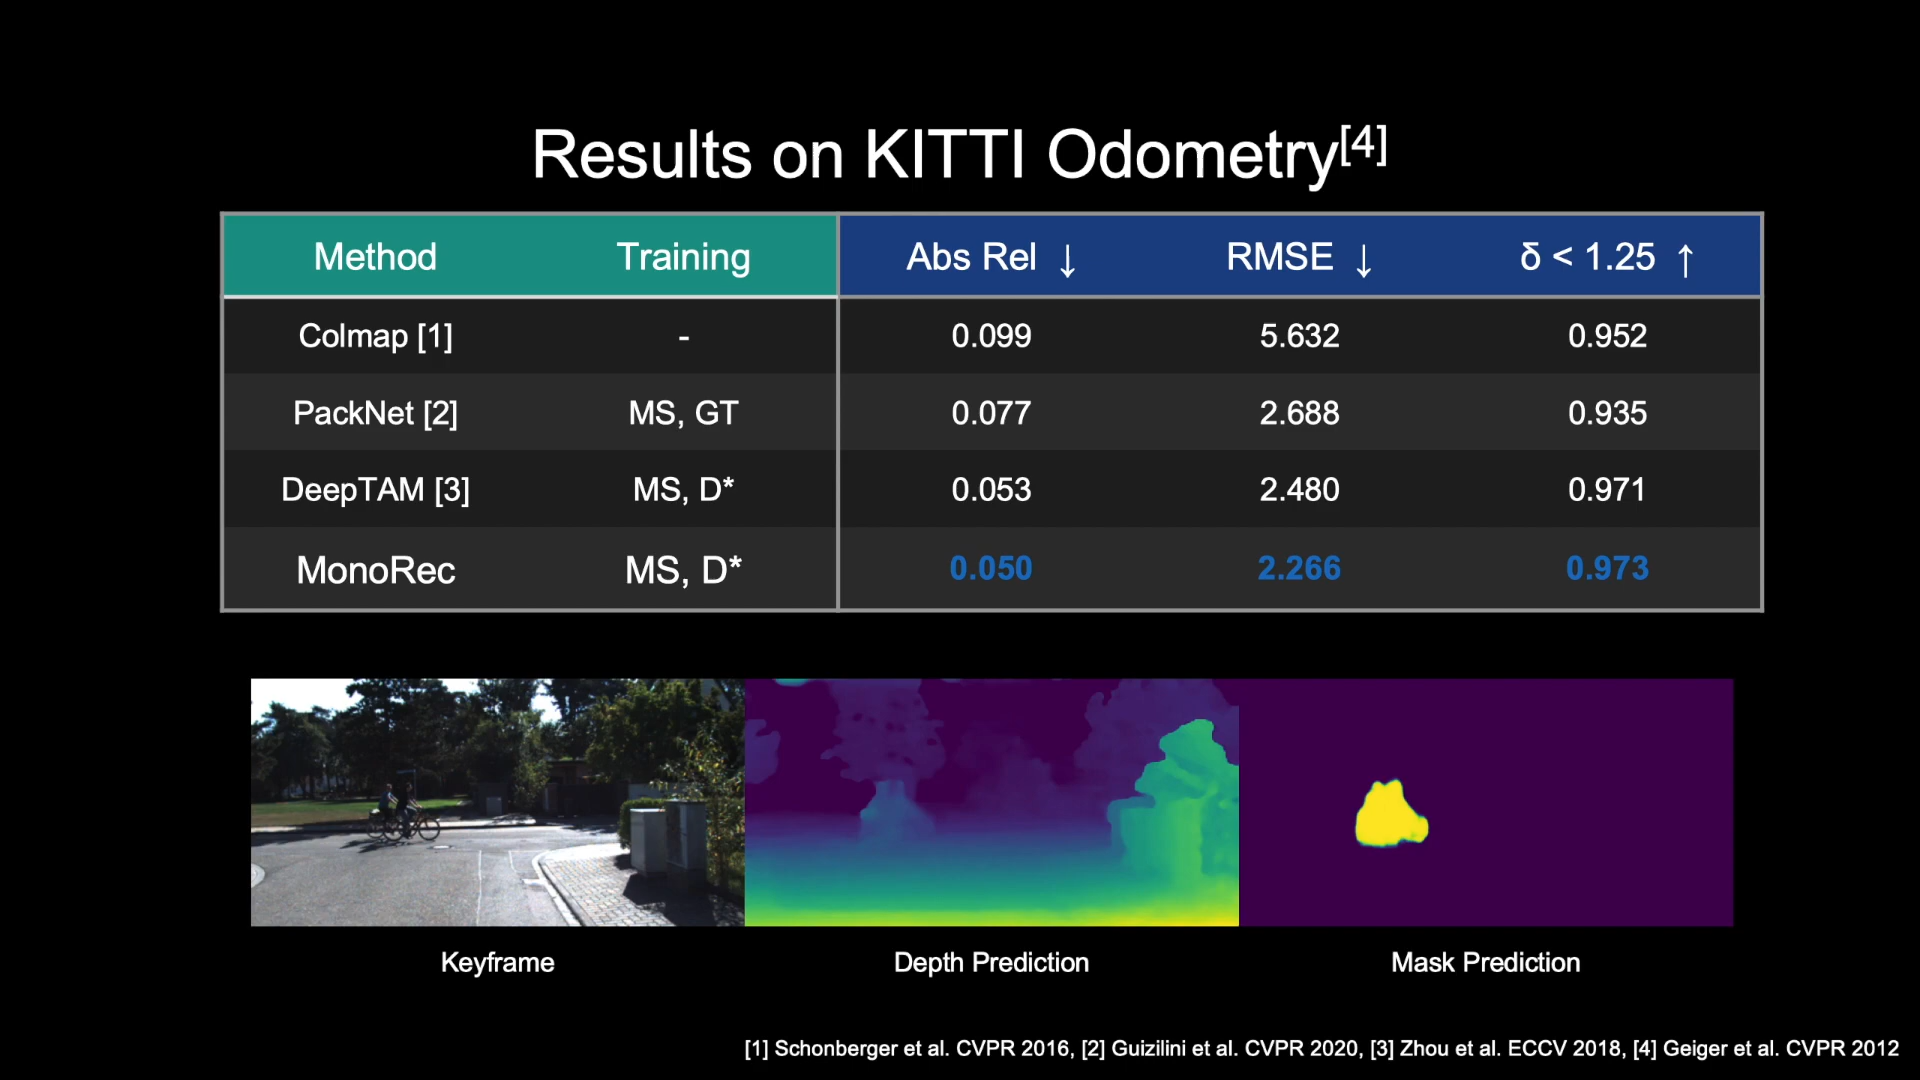 Results on KITTI Odometry[4]
Method Training Abs Rel ↓ RMSE ↓ δ < 1.25 ↑
Colmap [1] - 0.099 5.632 0.952
PackNet [2] MS, GT 0.077 2.688 0.935
DeepTAM [3] MS, D* 0.053 2.480 0.971
MonoRec MS, D* 0.050 2.266 0.973
Keyframe Depth Prediction Mask Prediction
[1] Schonberger et al. CVPR 2016, [2] Guizilini et al. CVPR 2020, [3] Zhou et al. ECCV 2018, [4] Geiger et al. CVPR 2012